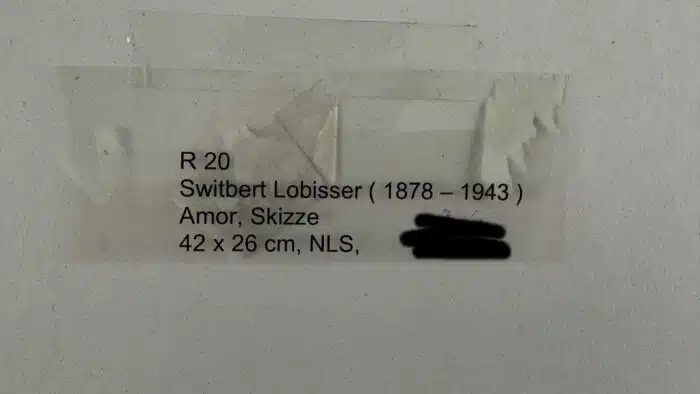 R 20
Switbert Lobisser ( 1878 – 1943 )
Amor, Skizze
42 x 26 cm, NLS,